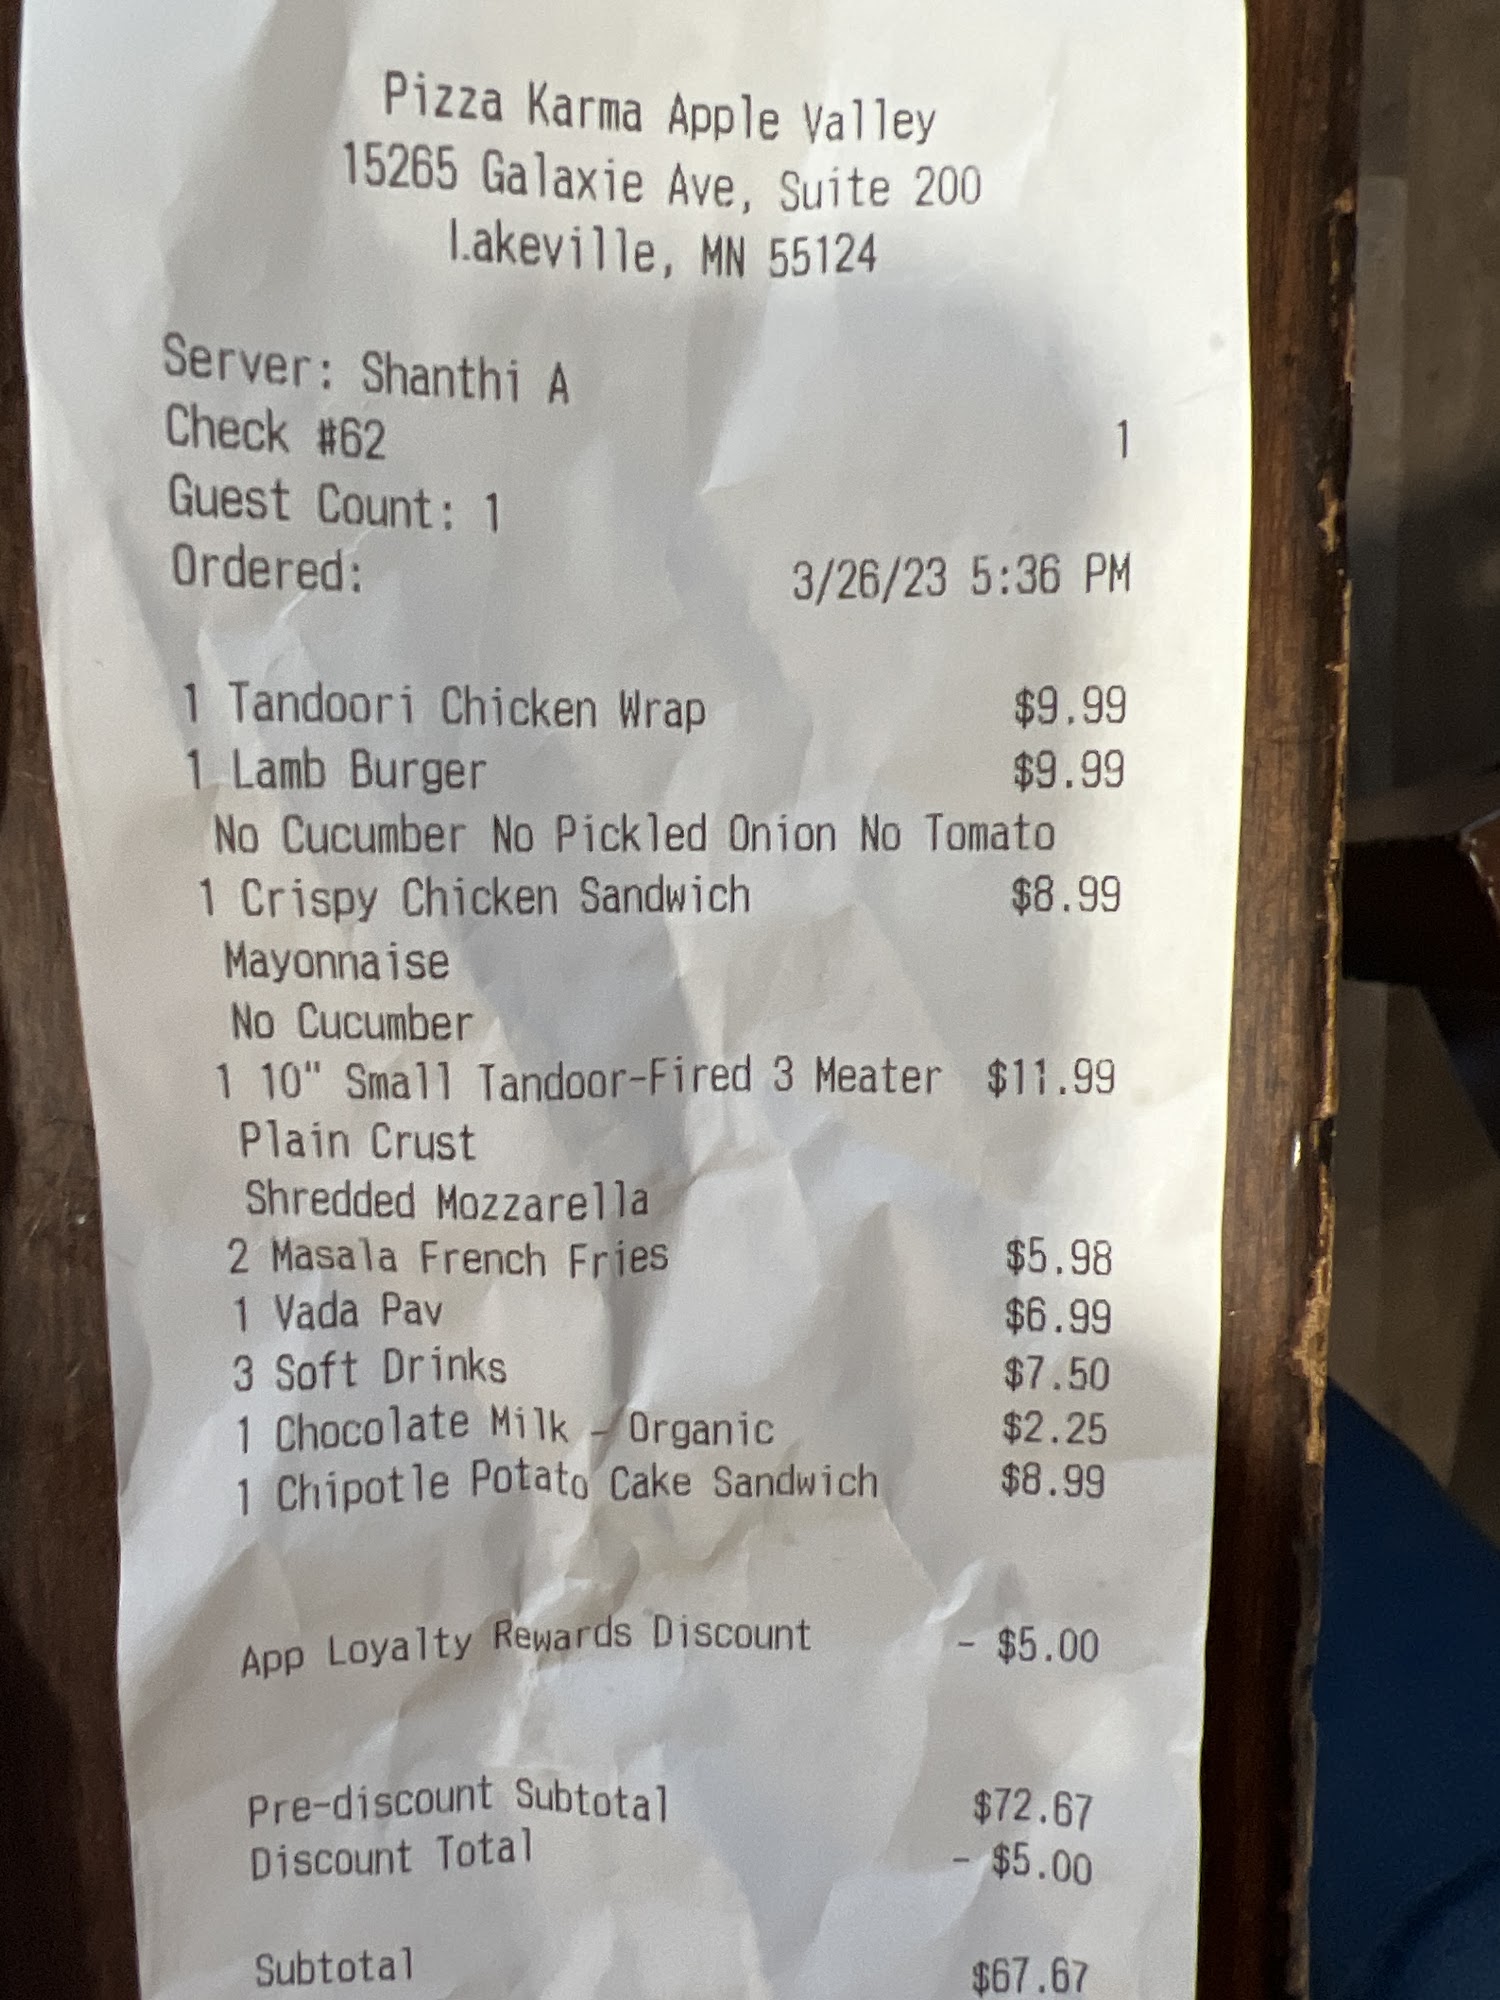 Pizza Karma Apple Valley
15265 Galaxie Ave, Suite 200
Lakeville, MN 55124
Server: Shanthi A
Check #62 1
Guest Count: 1
Ordered: 3/26/23 5:36 PM
1 Tandoori Chicken Wrap $9.99
1 Lamb Burger $9.99
No Cucumber No Pickled Onion No Tomato
1 Crispy Chicken Sandwich $8.99
Mayonnaise
No Cucumber
1 10" Small Tandoor-Fired 3 Meater $11.99
Plain Crust
Shredded Mozzarella
2 Masala French Fries $5.98
1 Vada Pav $6.99
3 Soft Drinks $7.50
1 Chocolate Milk - Organic $2.25
1 Chipotle Potato Cake Sandwich $8.99
App Loyalty Rewards Discount - $5.00
Pre-discount Subtotal $72.67
Discount Total - $5.00
Subtotal $67.67